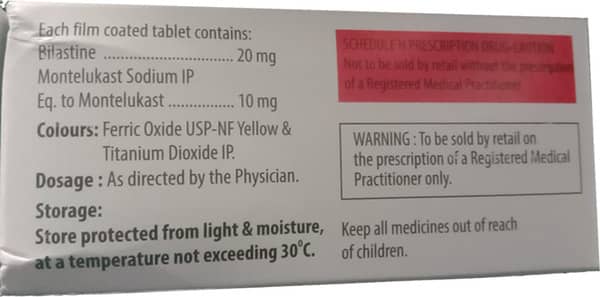 Each film coated tablet contains:
Bilastine ........................ 20 mg
Montelukast Sodium IP
Eq. to Montelukast ............... 10 mg
Colours: Ferric Oxide USP-NF Yellow &
Titanium Dioxide IP.
Dosage : As directed by the Physician.
Storage:
Store protected from light & moisture,
at a temperature not exceeding 30°C.
SCHEDULE H PRESCRIPTION DRUG-CAUTION
Not to be sold by retail without the prescription
of a Registered Medical Practitioner
WARNING : To be sold by retail on
the prescription of a Registered Medical
Practitioner only.
Keep all medicines out of reach
of children.